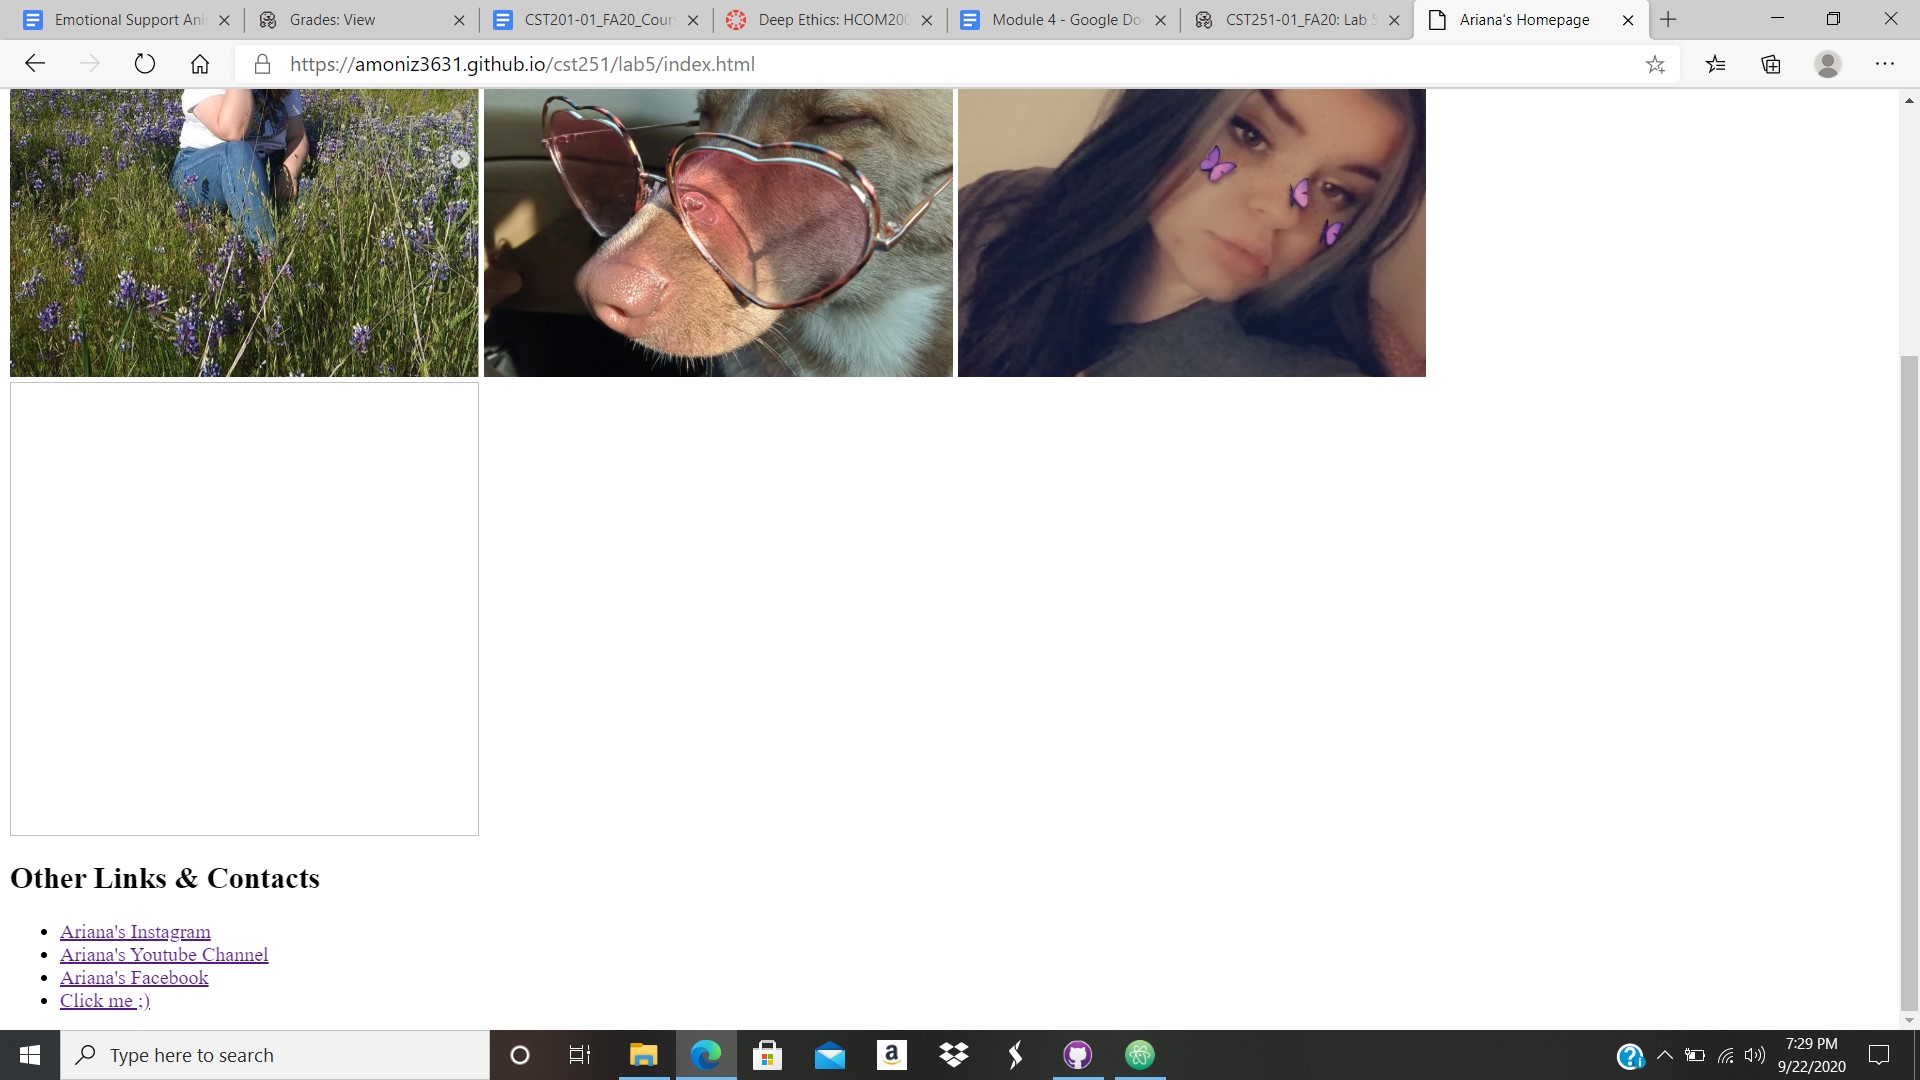 Emotional Support Ani
Grades: View
CST201-01_FA20_Cour
Deep Ethics: HCOM200
Module 4 - Google Do
CST251-01_FA20: Lab 5
Ariana's Homepage
https://amoniz3631.github.io/cst251/lab5/index.html
Other Links & Contacts
Ariana's Instagram
Ariana's Youtube Channel
Ariana's Facebook
Click me ;)
Type here to search
a
7:29 PM
9/22/2020